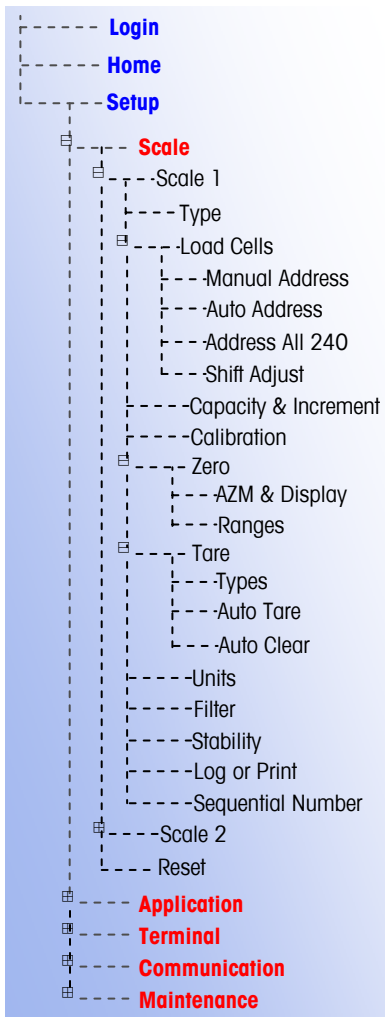 Login
Home
Setup
Scale
Scale 1
Type
Load Cells
Manual Address
Auto Address
Address All 240
Shift Adjust
Capacity & Increment
Calibration
Zero
AZM & Display
Ranges
Tare
Types
Auto Tare
Auto Clear
Units
Filter
Stability
Log or Print
Sequential Number
Scale 2
Reset
Application
Terminal
Communication
Maintenance